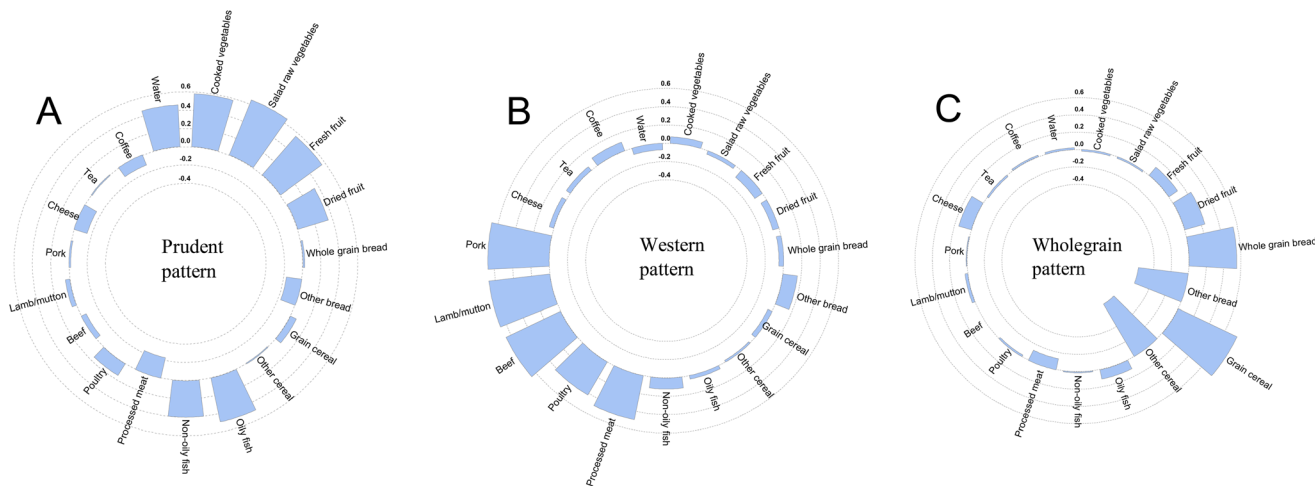 A
0.6
0.4
0.2
0.0
-0.2
-0.4
Water
Cooked vegetables
Salad raw vegetables
Fresh fruit
Dried fruit
Whole grain bread
Other bread
Grain cereal
Other cereal
Oily fish
Non-oily fish
Processed meat
Poultry
Beef
Lamb/mutton
Pork
Cheese
Tea
Coffee
Prudent
pattern
B
0.6
0.4
0.2
0.0
-0.2
-0.4
Water
Cooked vegetables
Salad raw vegetables
Fresh fruit
Dried fruit
Whole grain bread
Other bread
Grain cereal
Other cereal
Oily fish
Non-oily fish
Processed meat
Poultry
Beef
Lamb/mutton
Pork
Cheese
Tea
Coffee
Western
pattern
C
0.6
0.4
0.2
0.0
-0.2
-0.4
Water
Cooked vegetables
Salad raw vegetables
Fresh fruit
Dried fruit
Whole grain bread
Other bread
Grain cereal
Other cereal
Oily fish
Non-oily fish
Processed meat
Poultry
Beef
Lamb/mutton
Pork
Cheese
Tea
Coffee
Wholegrain
pattern